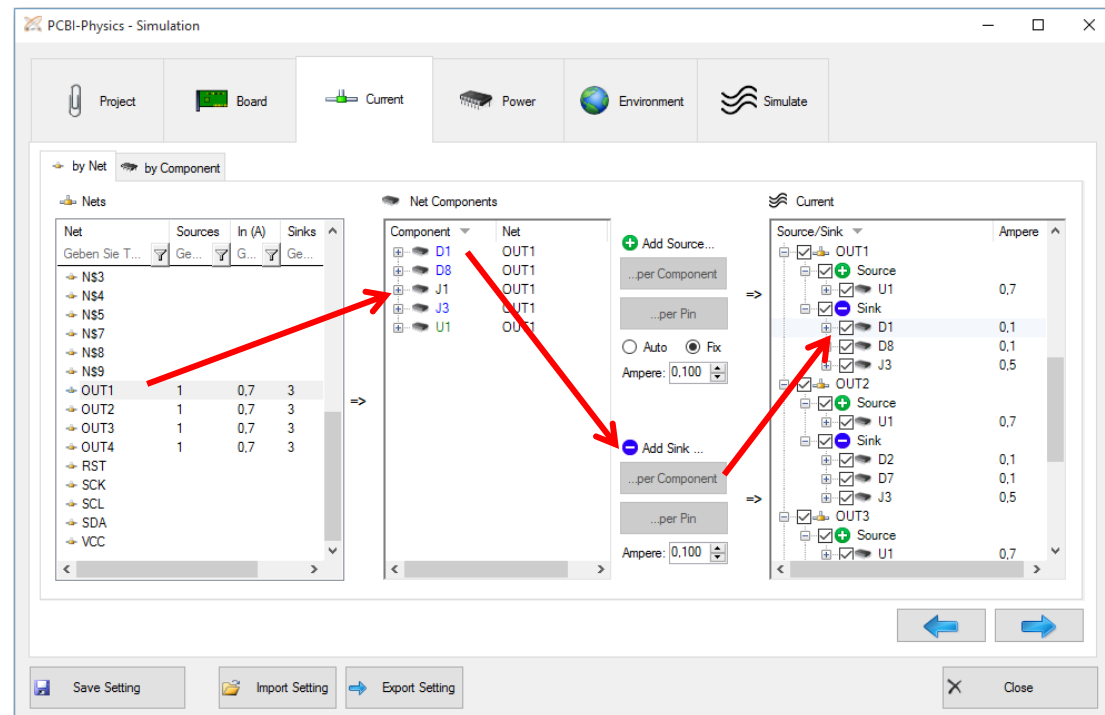 PCBI-Physics - Simulation
Project
Board
Current
Power
Environment
Simulate
by Net
by Component
Nets
Net Sources In (A) Sinks
Geben Sie T... Ge... G... Ge...
N$3
N$4
N$5
N$7
N$8
N$9
OUT1 1 0,7 3
OUT2 1 0,7 3
OUT3 1 0,7 3
OUT4 1 0,7 3
RST
SCK
SCL
SDA
VCC
=>
Net Components
Component Net
D1 OUT1
D8 OUT1
J1 OUT1
J3 OUT1
U1 OUT1
Add Source...
...per Component
...per Pin
=>
Auto Fix
Ampere: 0,100
Add Sink ...
...per Component
...per Pin
=>
Ampere: 0,100
Current
Source/Sink Ampere
OUT1
Source
U1 0,7
Sink
D1 0,1
D8 0,1
J3 0,5
OUT2
Source
U1 0,7
Sink
D2 0,1
D7 0,1
J3 0,5
OUT3
Source
U1 0,7
Save Setting
Import Setting
Export Setting
Close